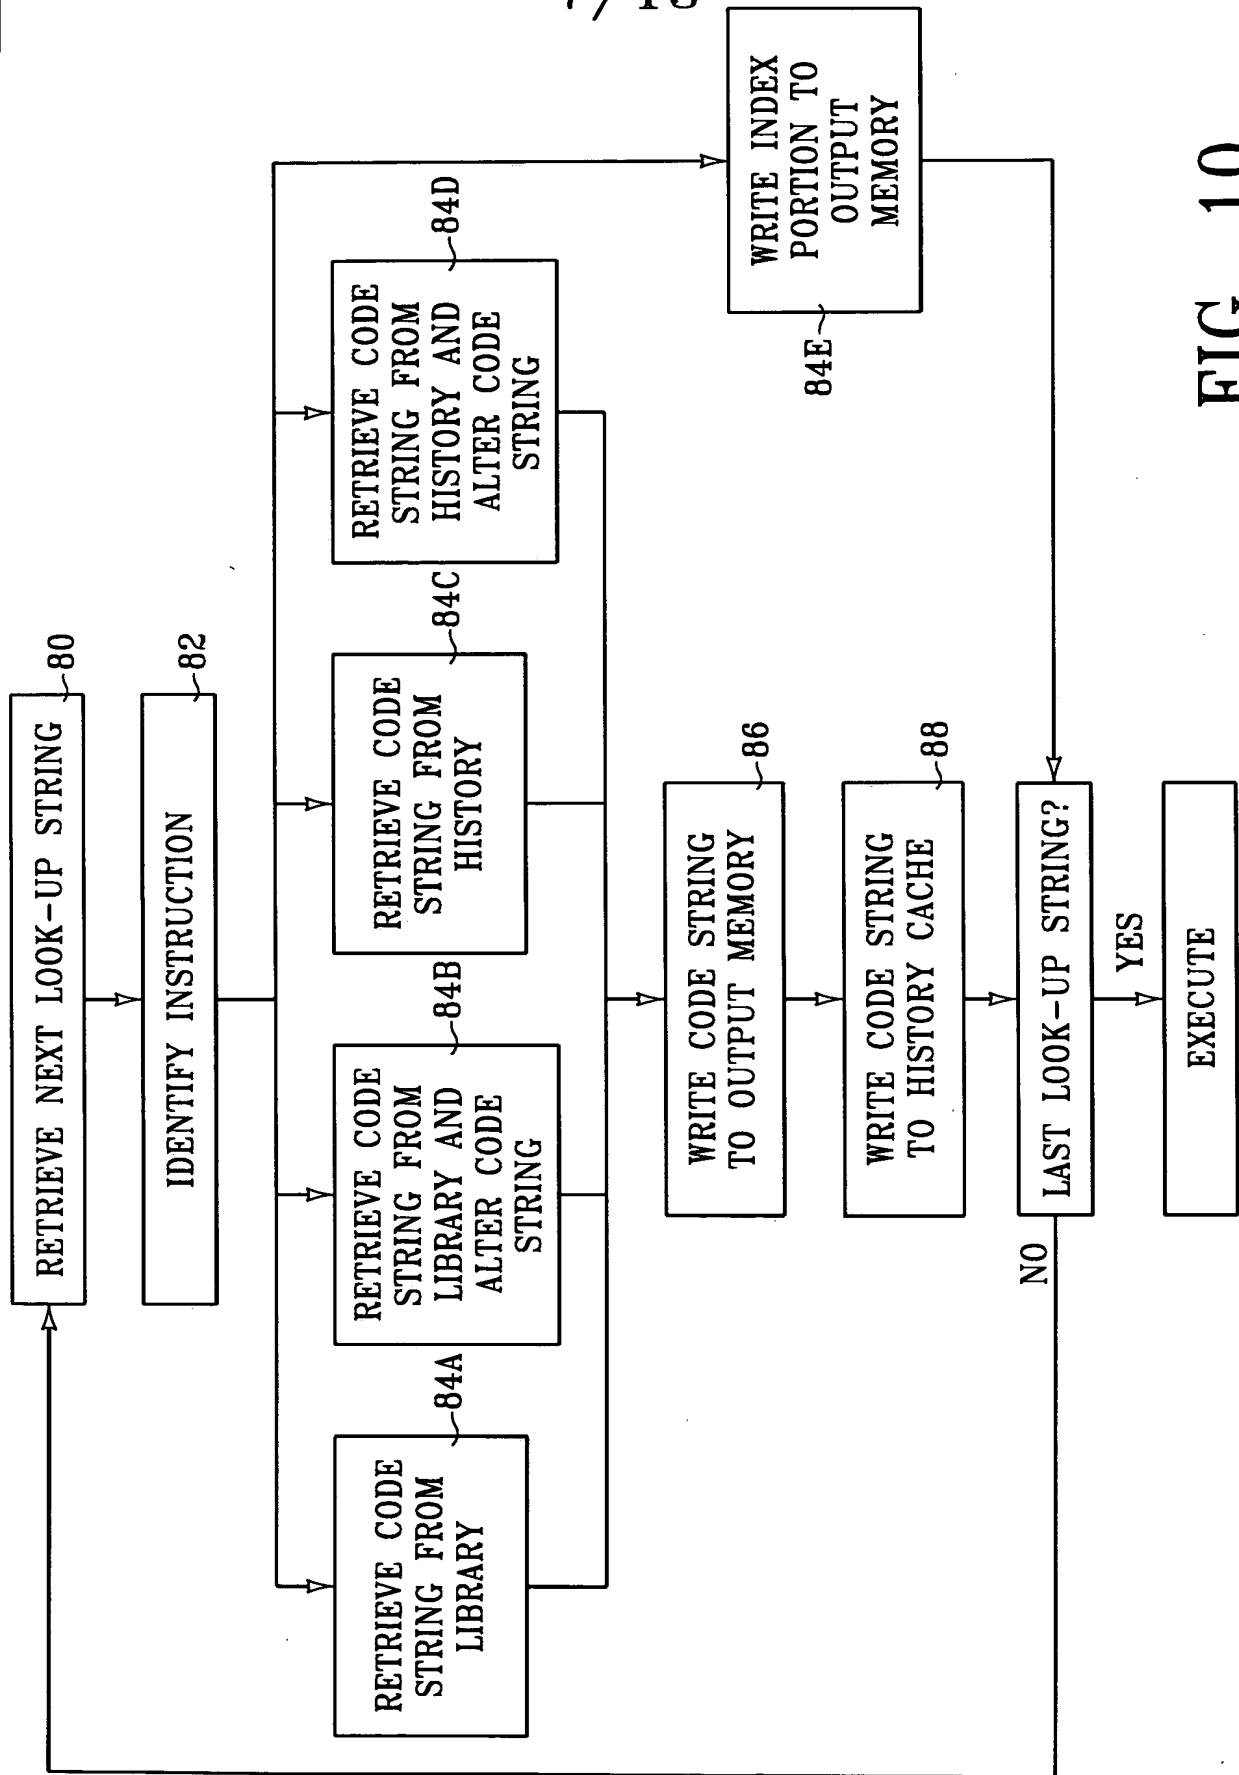 RETRIEVE NEXT LOOK-UP STRING
80
IDENTIFY INSTRUCTION
82
RETRIEVE CODE
STRING FROM
LIBRARY
84A
RETRIEVE CODE
STRING FROM
LIBRARY AND
ALTER CODE
STRING
84B
RETRIEVE CODE
STRING FROM
HISTORY
84C
RETRIEVE CODE
STRING FROM
HISTORY AND
ALTER CODE
STRING
84D
WRITE INDEX
PORTION TO
OUTPUT
MEMORY
84E
WRITE CODE STRING
TO OUTPUT MEMORY
86
WRITE CODE STRING
TO HISTORY CACHE
88
LAST LOOK-UP STRING?
NO
YES
EXECUTE
FIG. 10